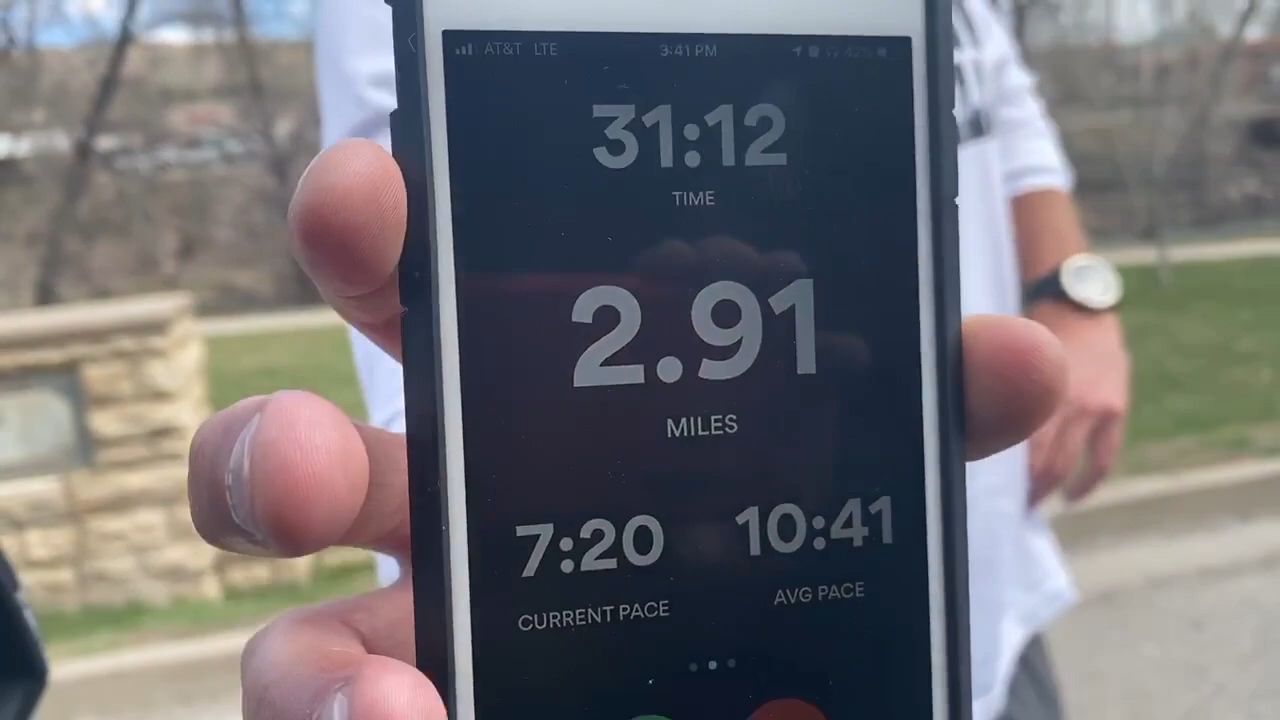 AT&T LTE 3:41 PM 42%
31:12
TIME
2.91
MILES
7:20 10:41
CURRENT PACE AVG PACE